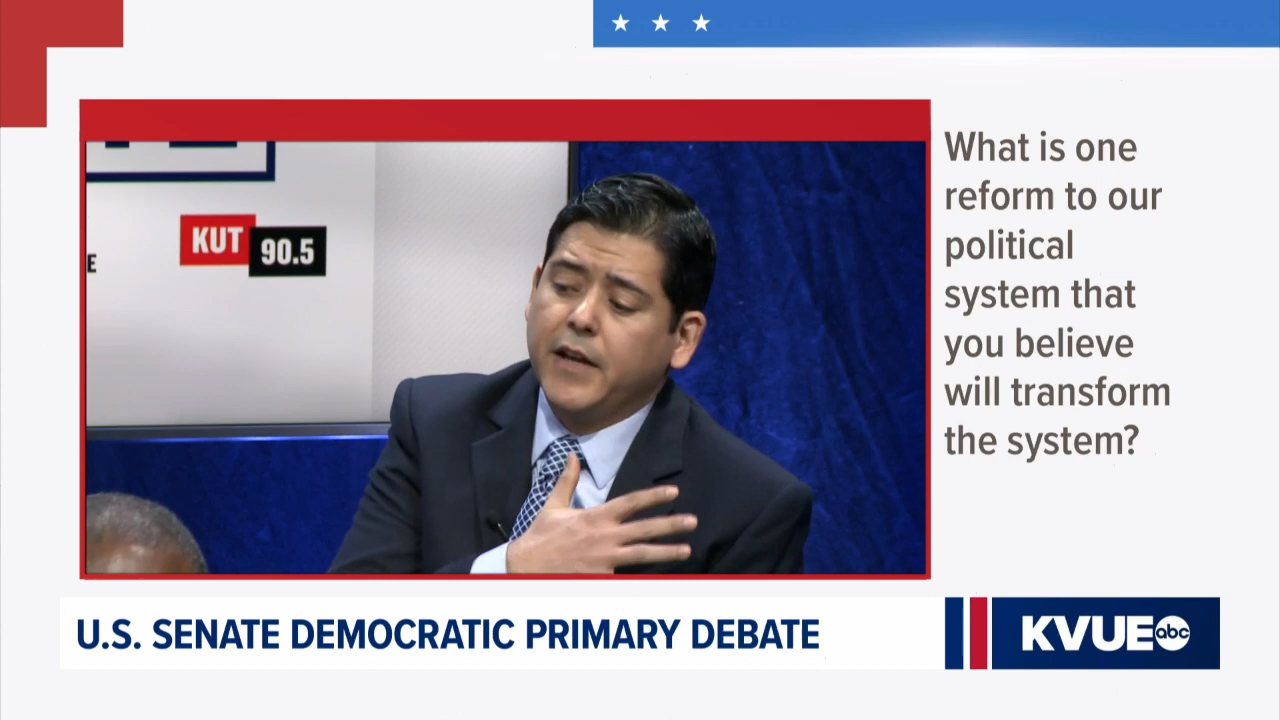 KUT
90.5
E
What is one
reform to our
political
system that
you believe
will transform
the system?
U.S. SENATE DEMOCRATIC PRIMARY DEBATE
KVUE abc